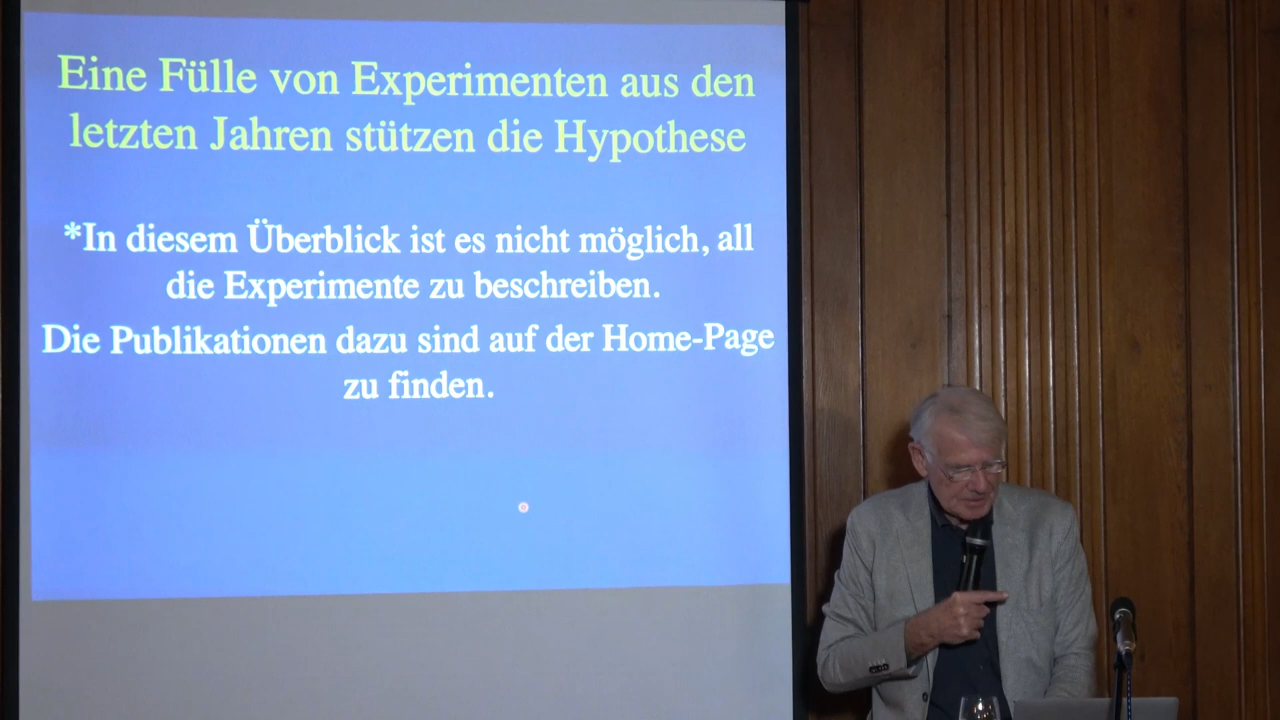 Eine Fülle von Experimenten aus den
letzten Jahren stützen die Hypothese
*In diesem Überblick ist es nicht möglich, all
die Experimente zu beschreiben.
Die Publikationen dazu sind auf der Home-Page
zu finden.